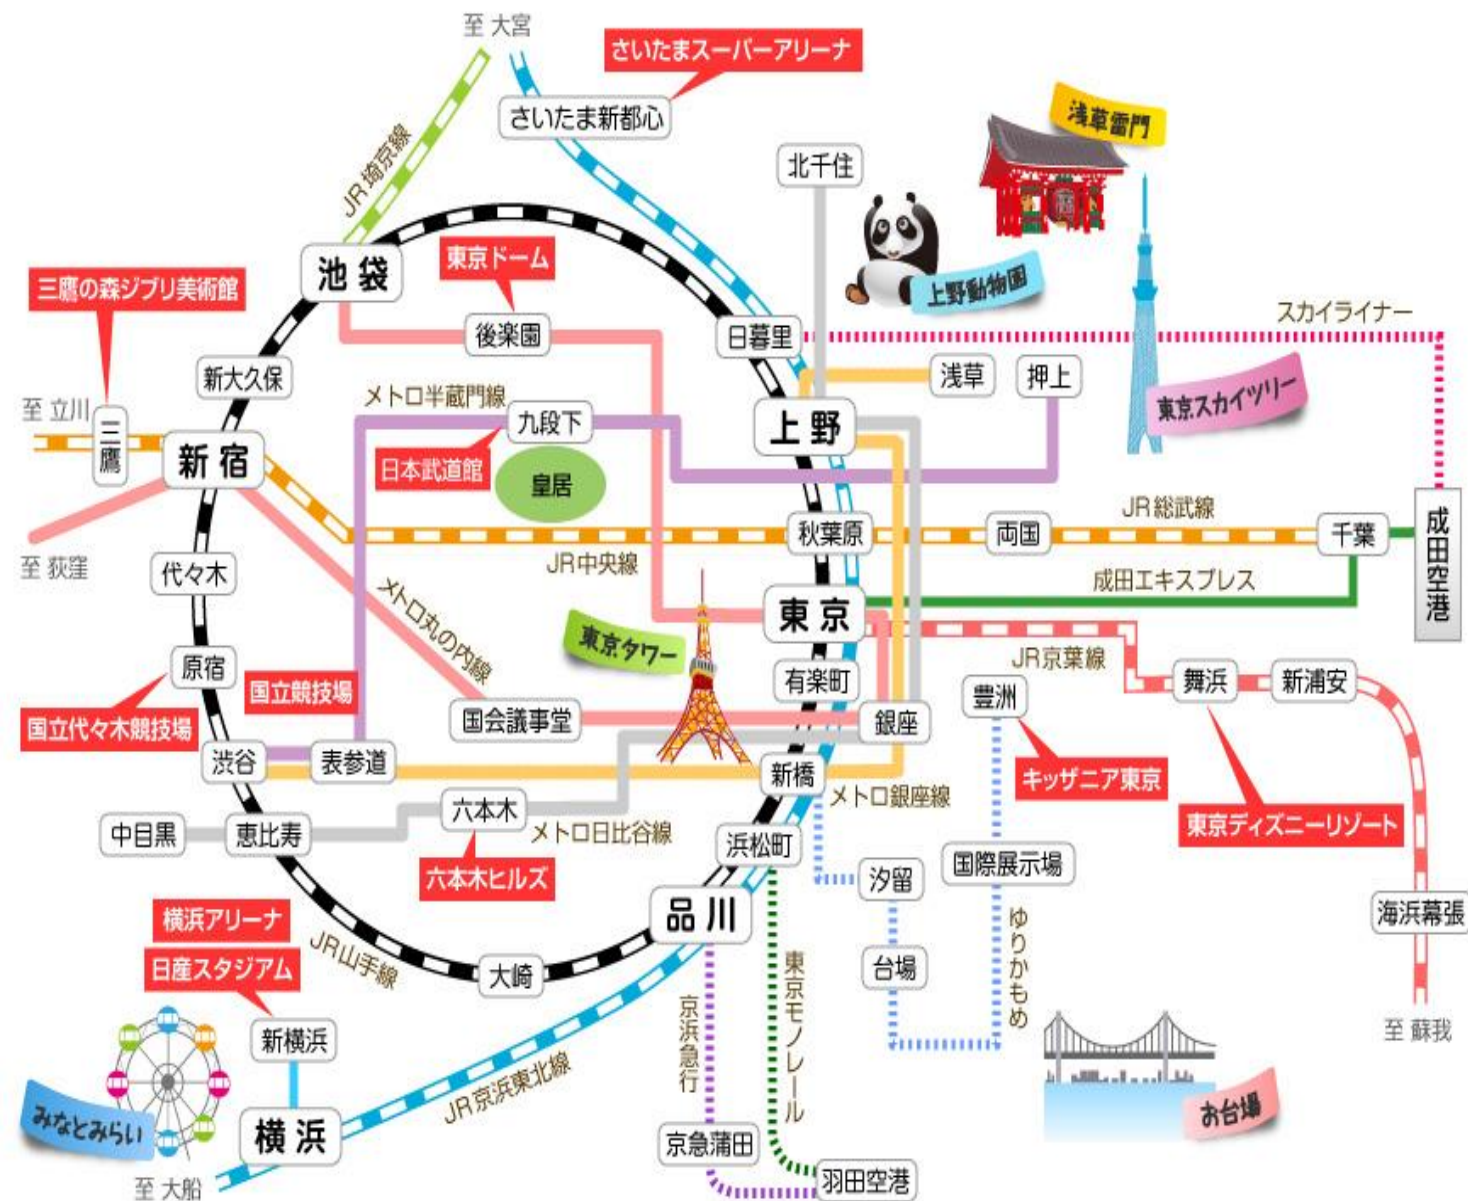 至 大宮
さいたまスーパーアリーナ
さいたま新都心
浅草雷門
JR埼京線
北千住
池袋
東京ドーム
上野動物園
三鷹の森ジブリ美術館
後楽園
日暮里
スカイライナー
新大久保
メトロ半蔵門線
浅草
押上
東京スカイツリー
至 立川
三鷹
九段下
上野
新宿
日本武道館
皇居
JR総武線
成田空港
秋葉原
両国
千葉
至 荻窪
代々木
JR中央線
成田エキスプレス
メトロ丸の内線
東京
東京タワー
JR京葉線
原宿
国立競技場
有楽町
舞浜
新浦安
豊洲
国立代々木競技場
国会議事堂
銀座
渋谷
表参道
新橋
キッザニア東京
メトロ銀座線
六本木
東京ディズニーリゾート
中目黒
恵比寿
メトロ日比谷線
浜松町
国際展示場
六本木ヒルズ
汐留
横浜アリーナ
品川
海浜幕張
JR山手線
日産スタジアム
大崎
台場
ゆりかもめ
東京モノレール
京浜急行
新横浜
至 蘇我
JR京浜東北線
みなとみらい
お台場
横浜
京急蒲田
羽田空港
至 大船